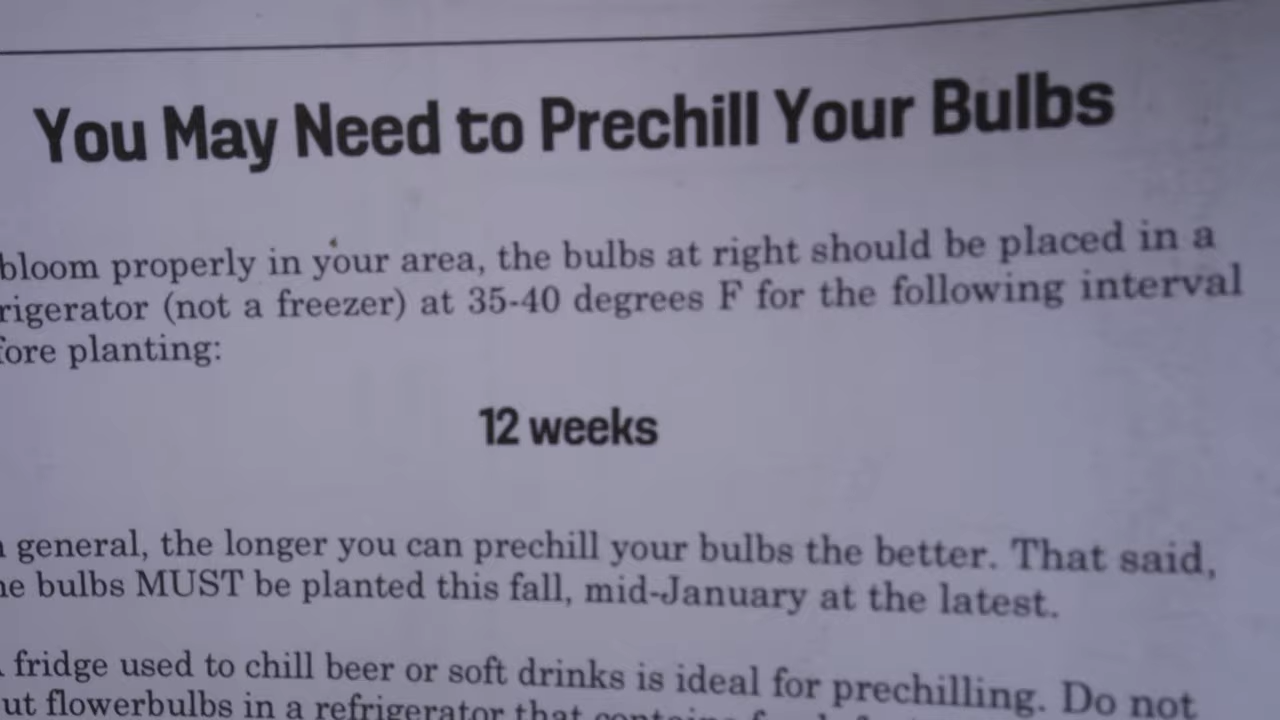 You May Need to Prechill Your Bulbs
bloom properly in your area, the bulbs at right should be placed in a
rigerator (not a freezer) at 35-40 degrees F for the following interval
fore planting:
12 weeks
general, the longer you can prechill your bulbs the better. That said,
he bulbs MUST be planted this fall, mid-January at the latest.
fridge used to chill beer or soft drinks is ideal for prechilling. Do not
ut flowerbulbs in a refrigerator that contains